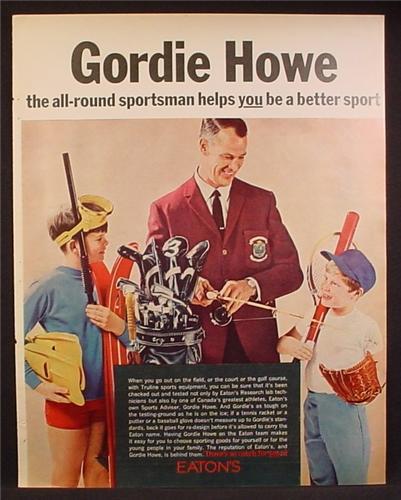 Gordie Howe
the all-round sportsman helps you be a better sport
When you go out on the field, or the court or the golf course,
with Truline sports equipment, you can be sure that it's been
checked out and tested not only by Eaton's Research lab tech-
nicians but also by one of Canada's greatest athletes, Eaton's
own Sports Adviser, Gordie Howe. And Gordie's as tough on
the testing-ground as he is on the ice; if a tennis racket or a
putter or a baseball glove doesn't measure up to Gordie's stan-
dards, back it goes for re-design before it's allowed to carry the
Eaton name. Having Gordie Howe on the Eaton team makes
it easy for you to choose sporting goods for yourself or for the
young people in your family. The reputation of Eaton's, and
Gordie Howe, is behind them.
EATON'S